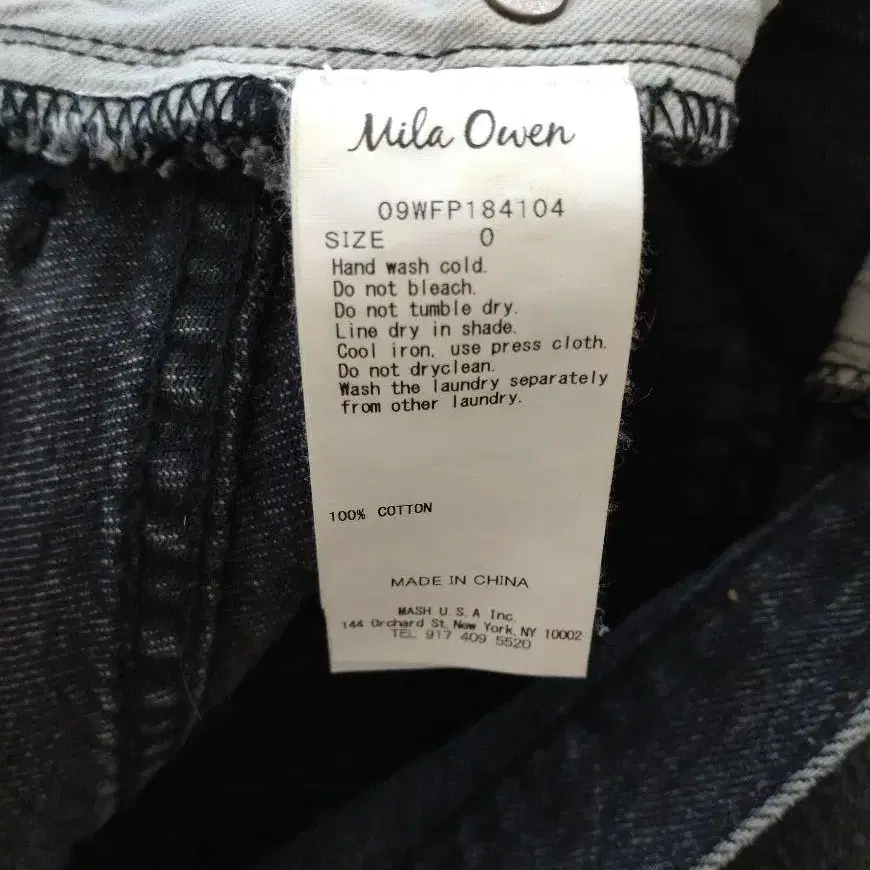 Mila Owen
09WFP184104
SIZE 0
Hand wash cold.
Do not bleach.
Do not tumble dry.
Line dry in shade.
Cool iron, use press cloth.
Do not dryclean.
Wash the laundry separately
from other laundry.
100% COTTON
MADE IN CHINA
MASH U.S.A Inc.
144 Orchard St. New York, NY 10002
TEL 917 409 5520